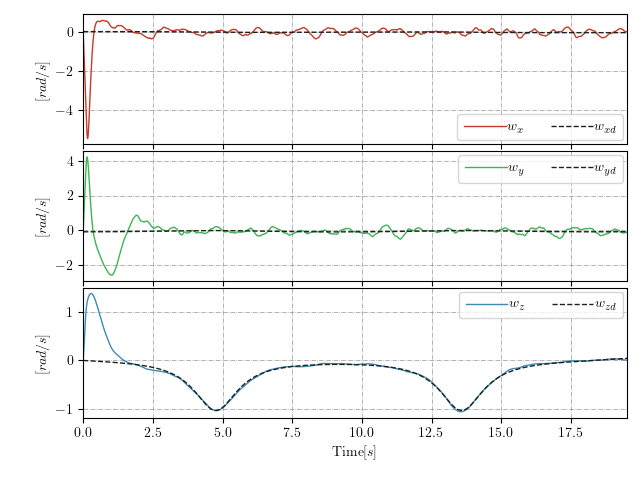 0
−2
−4
[rad/s]
w_x w_xd
4
2
0
−2
[rad/s]
w_y w_yd
1
0
−1
[rad/s]
w_z w_zd
0.0 2.5 5.0 7.5 10.0 12.5 15.0 17.5
Time[s]